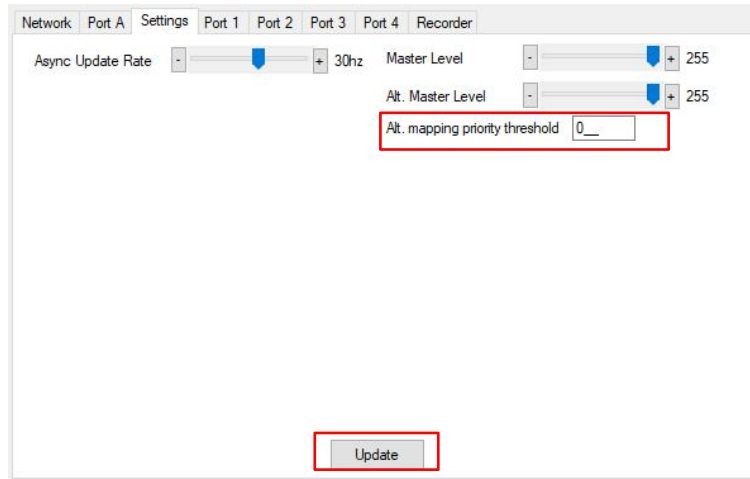 Network Port A Settings Port 1 Port 2 Port 3 Port 4 Recorder
Async Update Rate - + 30hz Master Level - + 255
Alt. Master Level - + 255
Alt. mapping priority threshold 0__
Update